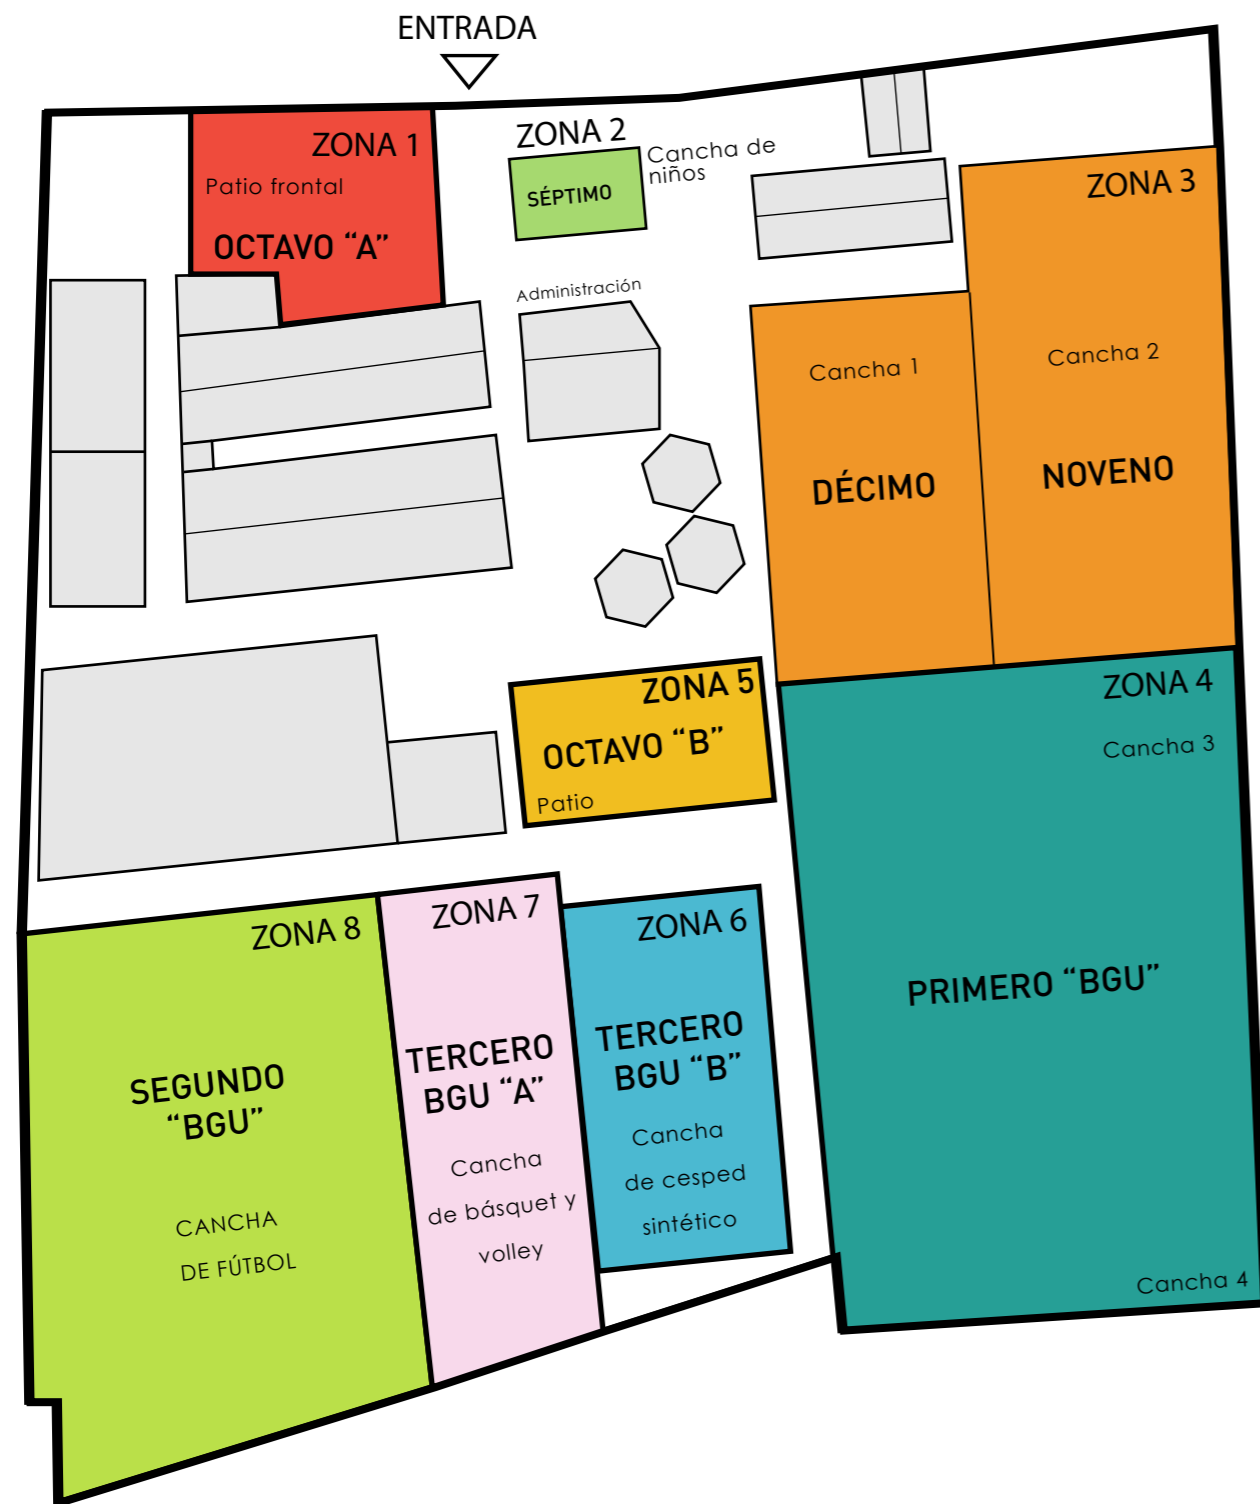 ENTRADA
ZONA 1
Patio frontal
OCTAVO “A”
ZONA 2
SÉPTIMO
Cancha de
niños
Administración
ZONA 3
Cancha 1
Cancha 2
DÉCIMO
NOVENO
ZONA 4
Cancha 3
PRIMERO “BGU”
Cancha 4
ZONA 5
OCTAVO “B”
Patio
ZONA 6
TERCERO
BGU “B”
Cancha
de cesped
sintético
ZONA 7
TERCERO
BGU “A”
Cancha
de básquet y
volley
ZONA 8
SEGUNDO
“BGU”
CANCHA
DE FÚTBOL